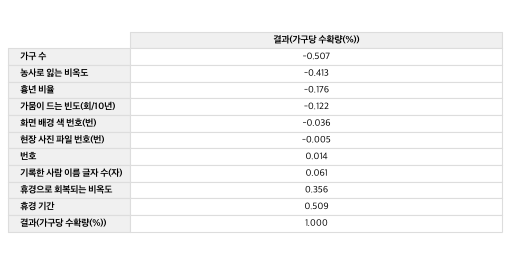 결과(가구당 수확량(%))
가구 수 -0.507
농사로 잃는 비옥도 -0.413
흉년 비율 -0.176
가뭄이 드는 빈도(회/10년) -0.122
화면 배경 색 번호(번) -0.036
현장 사진 파일 번호(번) -0.005
번호 0.014
기록한 사람 이름 글자 수(자) 0.061
휴경으로 회복되는 비옥도 0.356
휴경 기간 0.509
결과(가구당 수확량(%)) 1.000